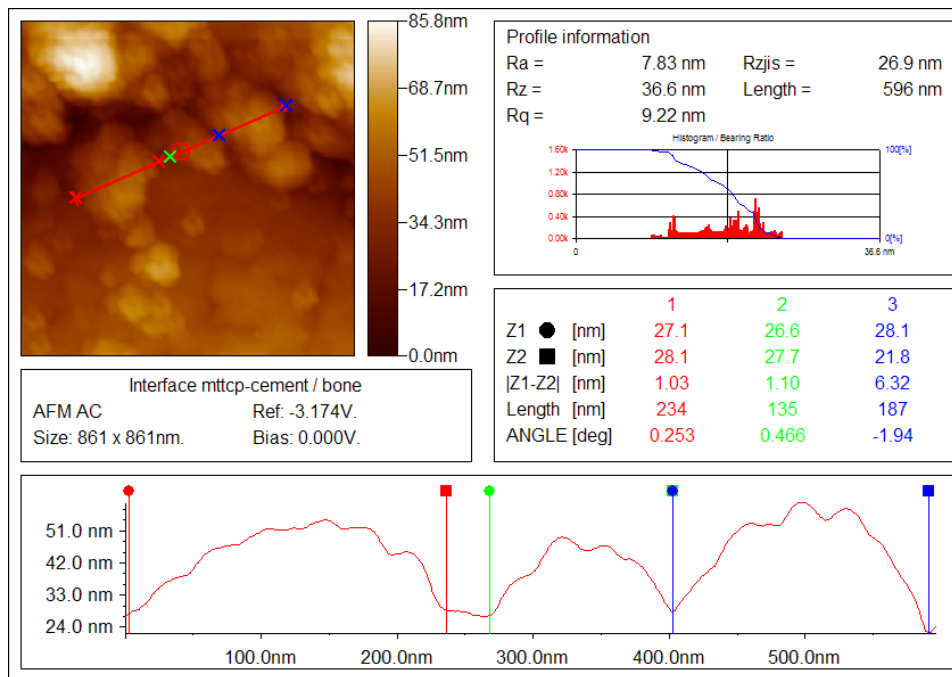 85.8nm
68.7nm
51.5nm
34.3nm
17.2nm
0.0nm
Profile information
Ra = 7.83 nm Rzjis = 26.9 nm
Rz = 36.6 nm Length = 596 nm
Rq = 9.22 nm
Histogram / Bearing Ratio
1.60k 100[%]
1.20k
0.80k
0.40k
0.00k 0[%]
0 36.6 nm
1 2 3
Z1 [nm] 27.1 26.6 28.1
Z2 [nm] 28.1 27.7 21.8
|Z1-Z2| [nm] 1.03 1.10 6.32
Length [nm] 234 135 187
ANGLE [deg] 0.253 0.466 -1.94
Interface mttcp-cement / bone
AFM AC Ref: -3.174V.
Size: 861 x 861nm. Bias: 0.000V.
51.0 nm
42.0 nm
33.0 nm
24.0 nm
100.0nm 200.0nm 300.0nm 400.0nm 500.0nm